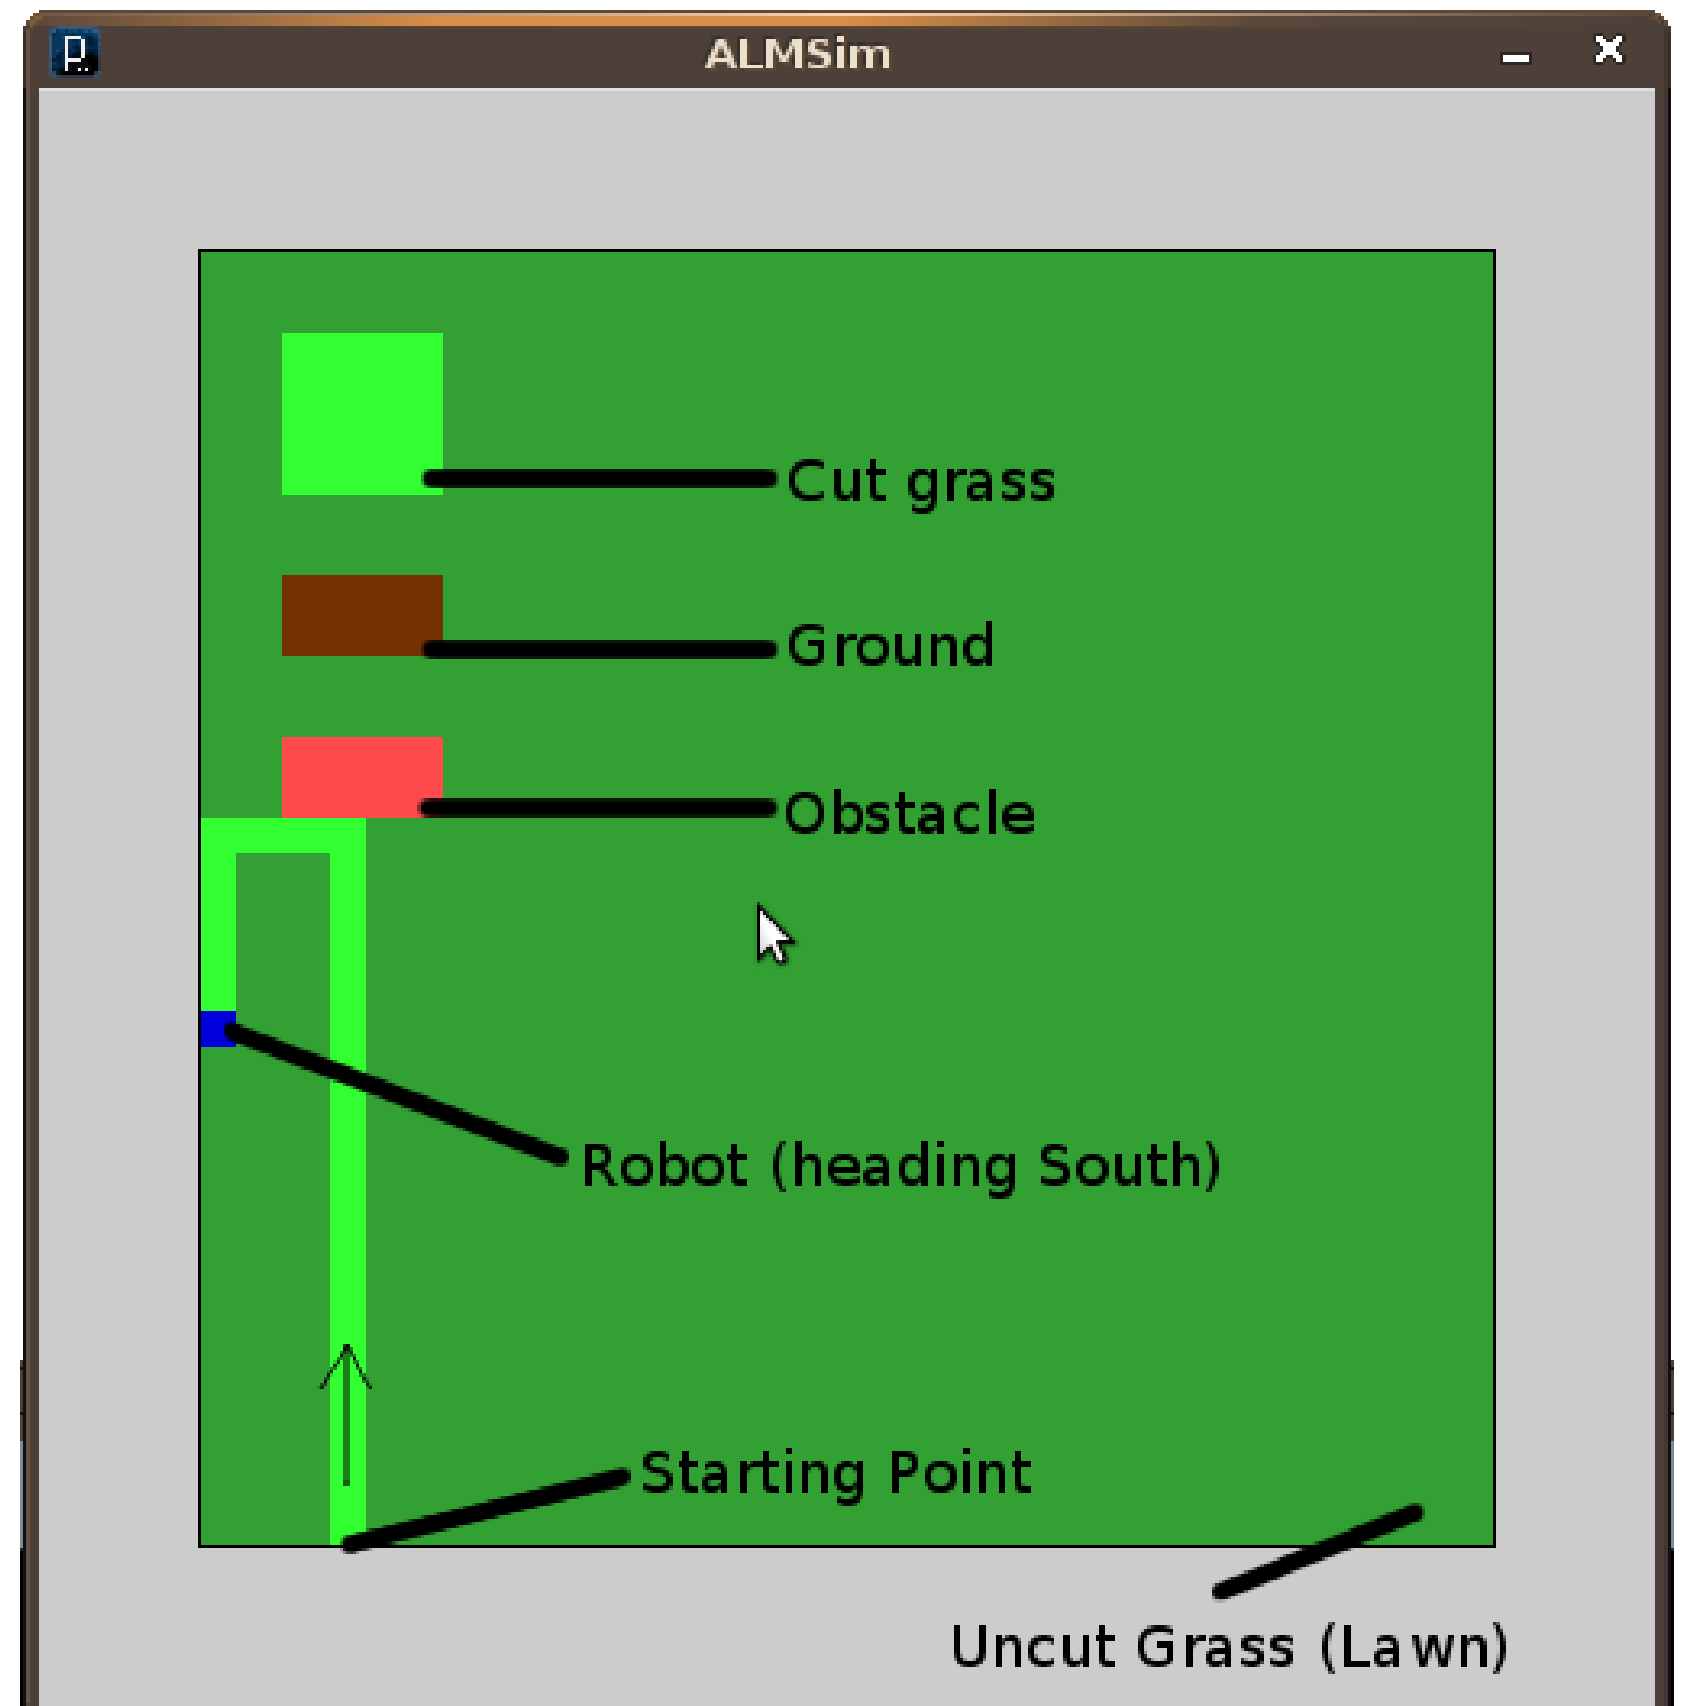 ALMSim
Cut grass
Ground
Obstacle
Robot (heading South)
Starting Point
Uncut Grass (Lawn)